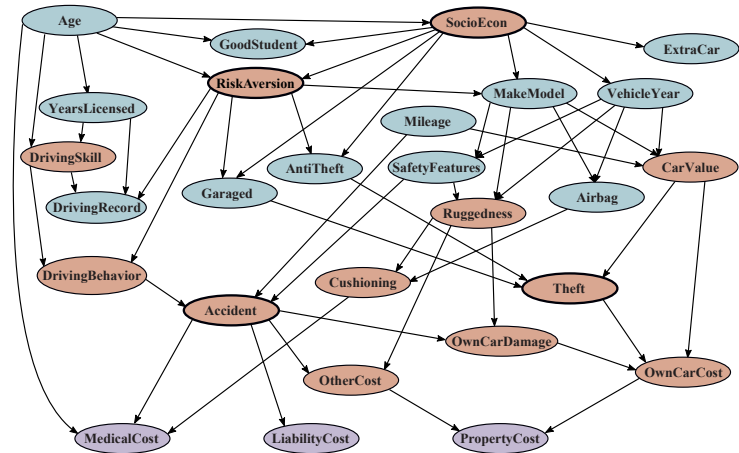 Age
SocioEcon
GoodStudent
ExtraCar
RiskAversion
YearsLicensed
MakeModel
VehicleYear
Mileage
DrivingSkill
AntiTheft
SafetyFeatures
CarValue
DrivingRecord
Garaged
Ruggedness
Airbag
DrivingBehavior
Cushioning
Theft
Accident
OwnCarDamage
OtherCost
OwnCarCost
MedicalCost
LiabilityCost
PropertyCost